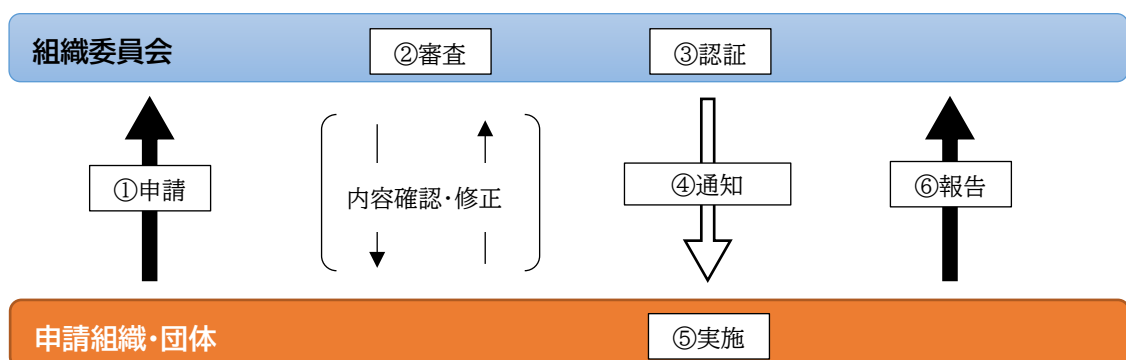 組織委員会
②審査
③認証
①申請
内容確認・修正
④通知
⑥報告
申請組織・団体
⑤実施